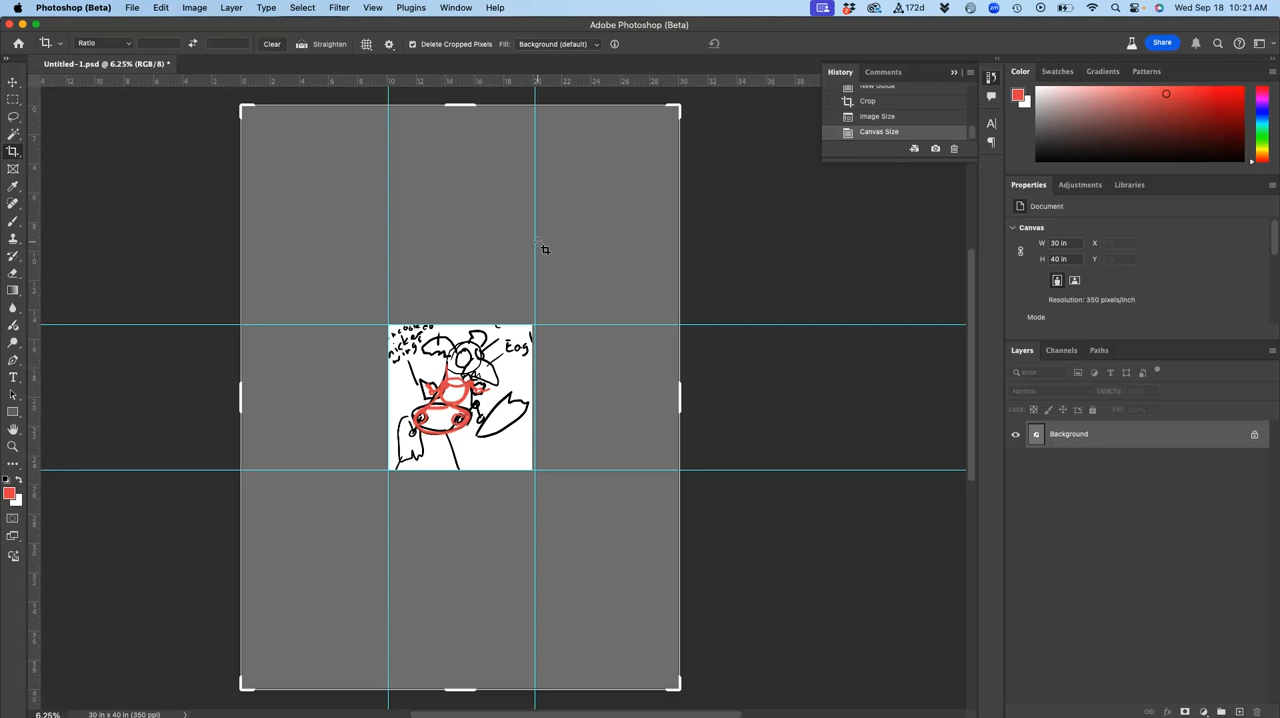 Photoshop (Beta) File Edit Image Layer Type Select Filter View Plugins Window Help 172d Wed Sep 18 10:21 AM
Adobe Photoshop (Beta)
Ratio Clear Straighten Delete Cropped Pixels Fill: Background (default) Share
Untitled-1.psd @ 6.25% (RGB/8) *
History Comments
New Guide
Crop
Image Size
Canvas Size
Color Swatches Gradients Patterns
Properties Adjustments Libraries
Document
Canvas
W 30 in X
H 40 in Y
Resolution: 350 pixels/inch
Mode
Layers Channels Paths
Kind
Normal Opacity:
Lock: Fill:
Background
Eog
6.25% 30 in x 40 in (350 ppi)